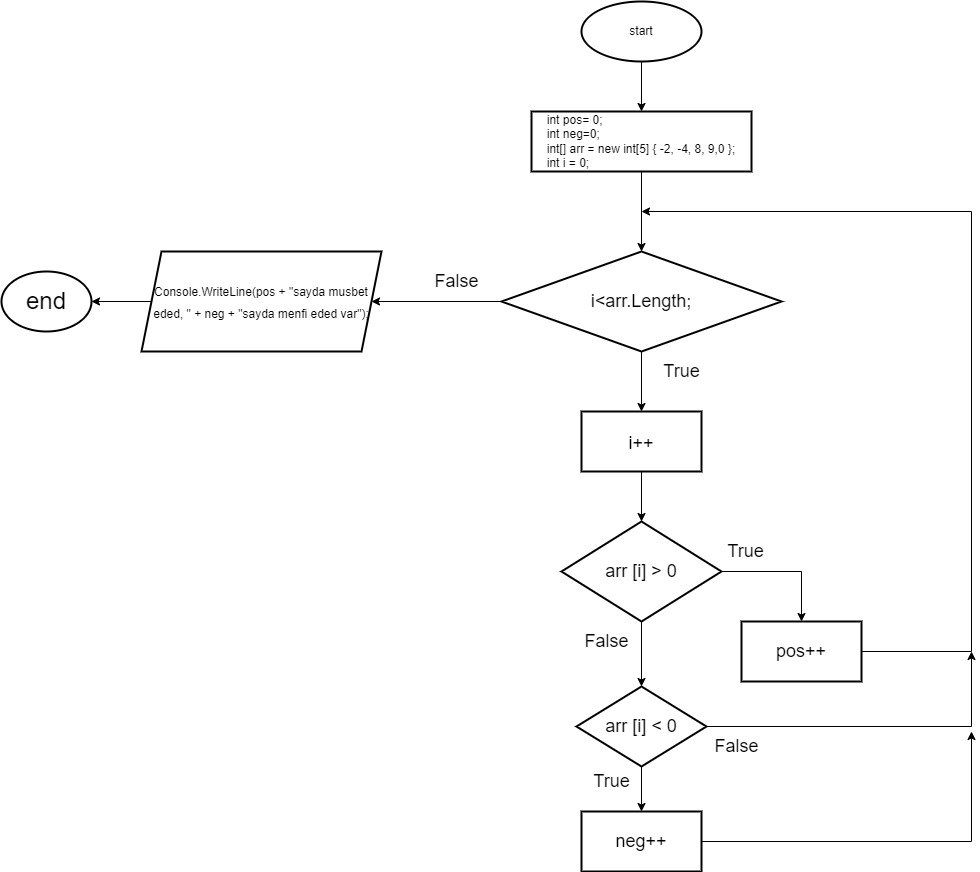 start
int pos= 0;
int neg=0;
int[] arr = new int[5] { -2, -4, 8, 9,0 };
int i = 0;
i<arr.Length;
False
Console.WriteLine(pos + "sayda musbet
eded, " + neg + "sayda menfi eded var");
end
True
i++
arr [i] > 0
True
pos++
False
arr [i] < 0
False
True
neg++